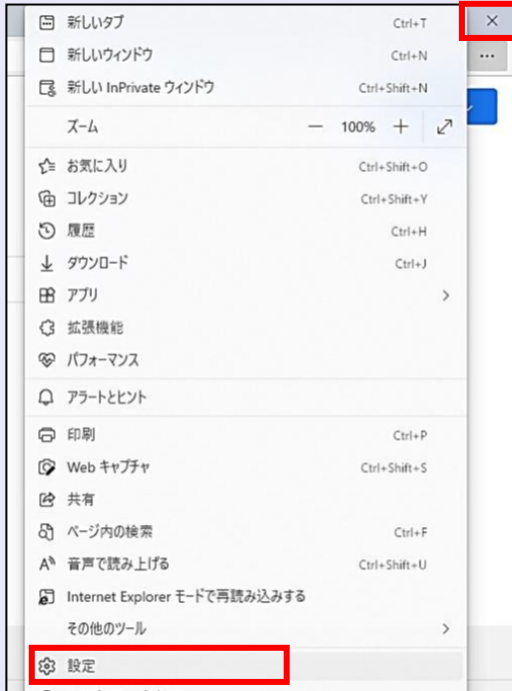 新しいタブ Ctrl+T
新しいウィンドウ Ctrl+N
新しい InPrivate ウィンドウ Ctrl+Shift+N
ズーム — 100% +
お気に入り Ctrl+Shift+O
コレクション Ctrl+Shift+Y
履歴 Ctrl+H
ダウンロード Ctrl+J
アプリ
拡張機能
パフォーマンス
アラートとヒント
印刷 Ctrl+P
Web キャプチャ Ctrl+Shift+S
共有
ページ内の検索 Ctrl+F
音声で読み上げる Ctrl+Shift+U
Internet Explorer モードで再読み込みする
その他のツール
設定